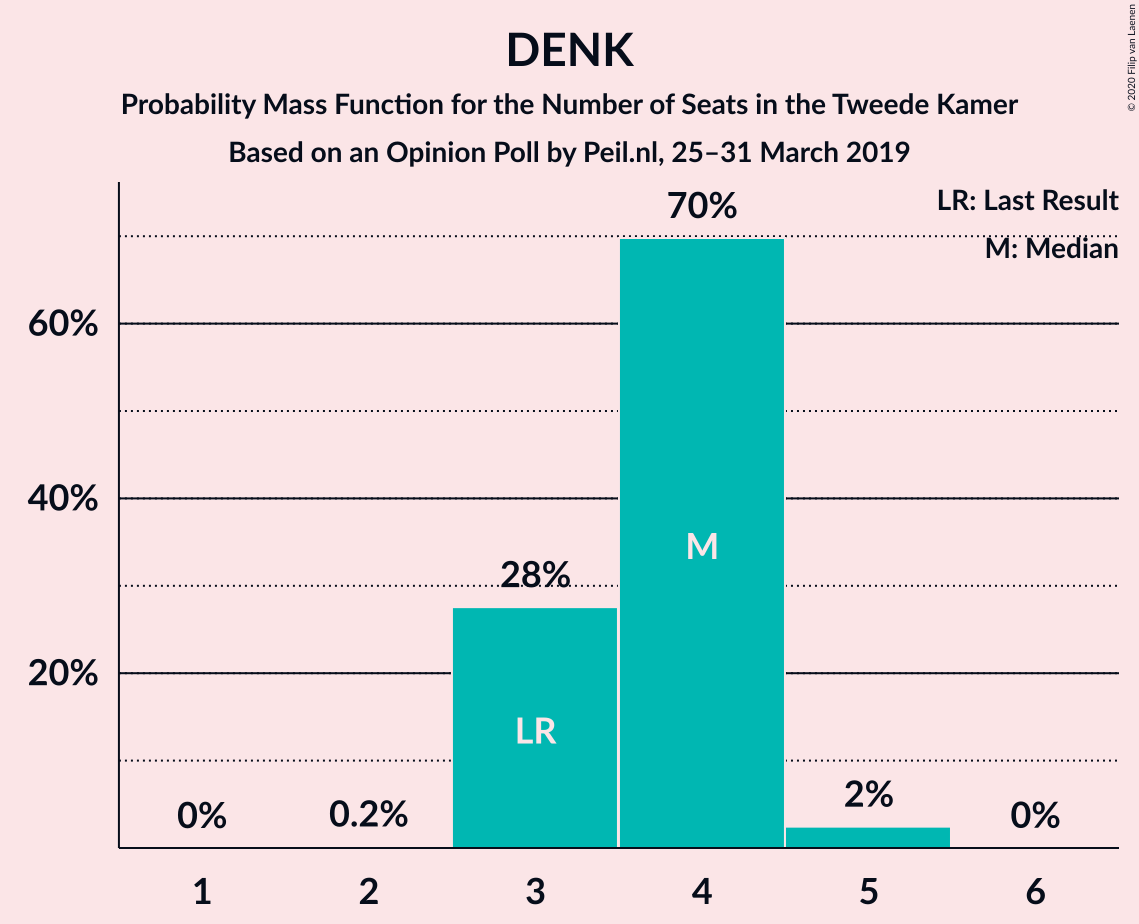 DENK
Probability Mass Function for the Number of Seats in the Tweede Kamer
Based on an Opinion Poll by Peil.nl, 25–31 March 2019
© 2020 Filip van Laenen
LR: Last Result
M: Median
60%
40%
20%
0%
0.2%
28%
70%
2%
0%
LR
M
1
2
3
4
5
6